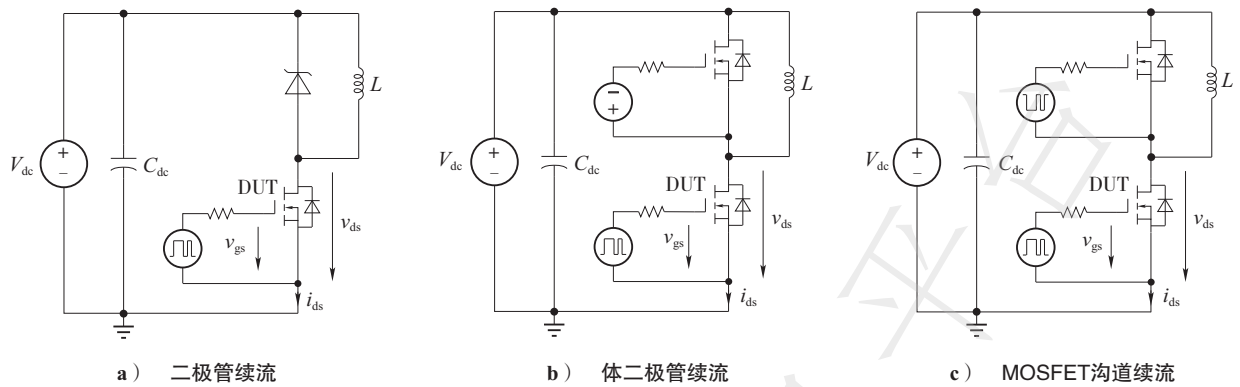 V_dc
+
−
C_dc
L
DUT
v_gs
v_ds
i_ds
a） 二极管续流
V_dc
+
−
C_dc
−
+
L
DUT
v_gs
v_ds
i_ds
b） 体二极管续流
V_dc
+
−
C_dc
L
DUT
v_gs
v_ds
i_ds
c） MOSFET沟道续流